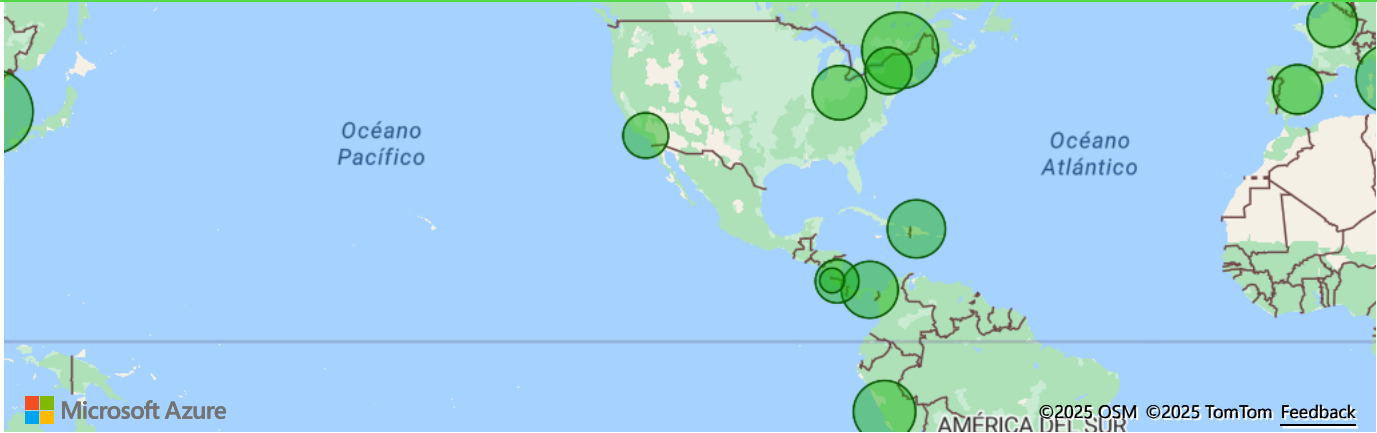 Océano
Pacífico
Océano
Atlántico
Microsoft Azure
AMÉRICA DEL SUR
©2025 OSM ©2025 TomTom Feedback